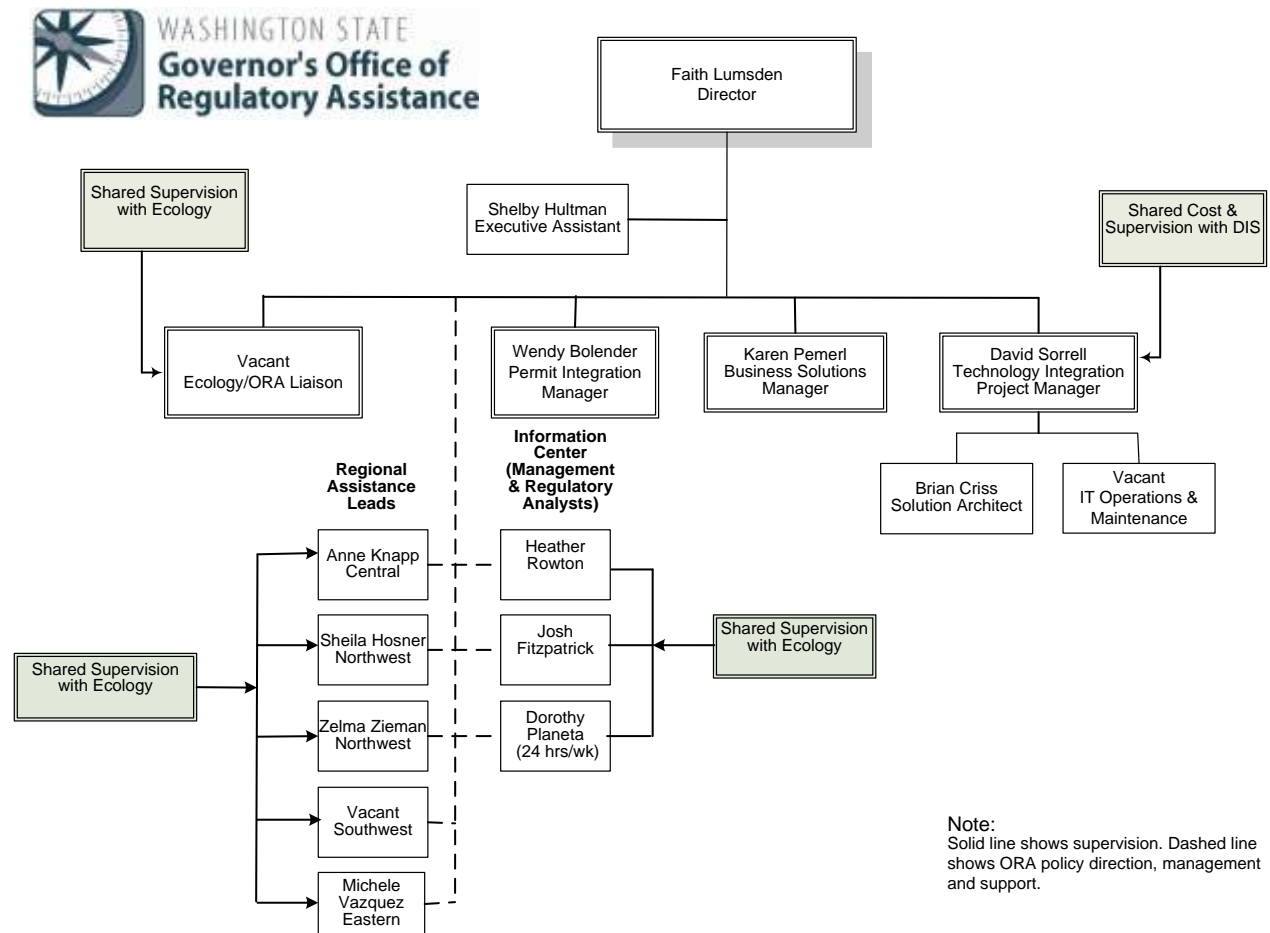 WASHINGTON STATE
Governor's Office of
Regulatory Assistance
Faith Lumsden
Director
Shared Supervision
with Ecology
Shelby Hultman
Executive Assistant
Shared Cost &
Supervision with DIS
Vacant
Ecology/ORA Liaison
Wendy Bolender
Permit Integration
Manager
Karen Pemerl
Business Solutions
Manager
David Sorrell
Technology Integration
Project Manager
Brian Criss
Solution Architect
Vacant
IT Operations &
Maintenance
Regional
Assistance
Leads
Information
Center
(Management
& Regulatory
Analysts)
Anne Knapp
Central
Heather
Rowton
Sheila Hosner
Northwest
Josh
Fitzpatrick
Shared Supervision
with Ecology
Shared Supervision
with Ecology
Zelma Zieman
Northwest
Dorothy
Planeta
(24 hrs/wk)
Vacant
Southwest
Michele
Vazquez
Eastern
Note:
Solid line shows supervision. Dashed line
shows ORA policy direction, management
and support.